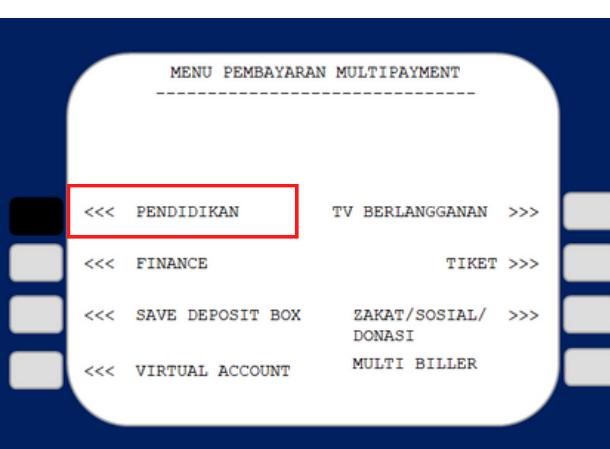 MENU PEMBAYARAN MULTIPAYMENT
-------------------------------
<<< PENDIDIKAN TV BERLANGGANAN >>>
<<< FINANCE TIKET >>>
<<< SAVE DEPOSIT BOX ZAKAT/SOSIAL/ >>>
DONASI
<<< VIRTUAL ACCOUNT MULTI BILLER